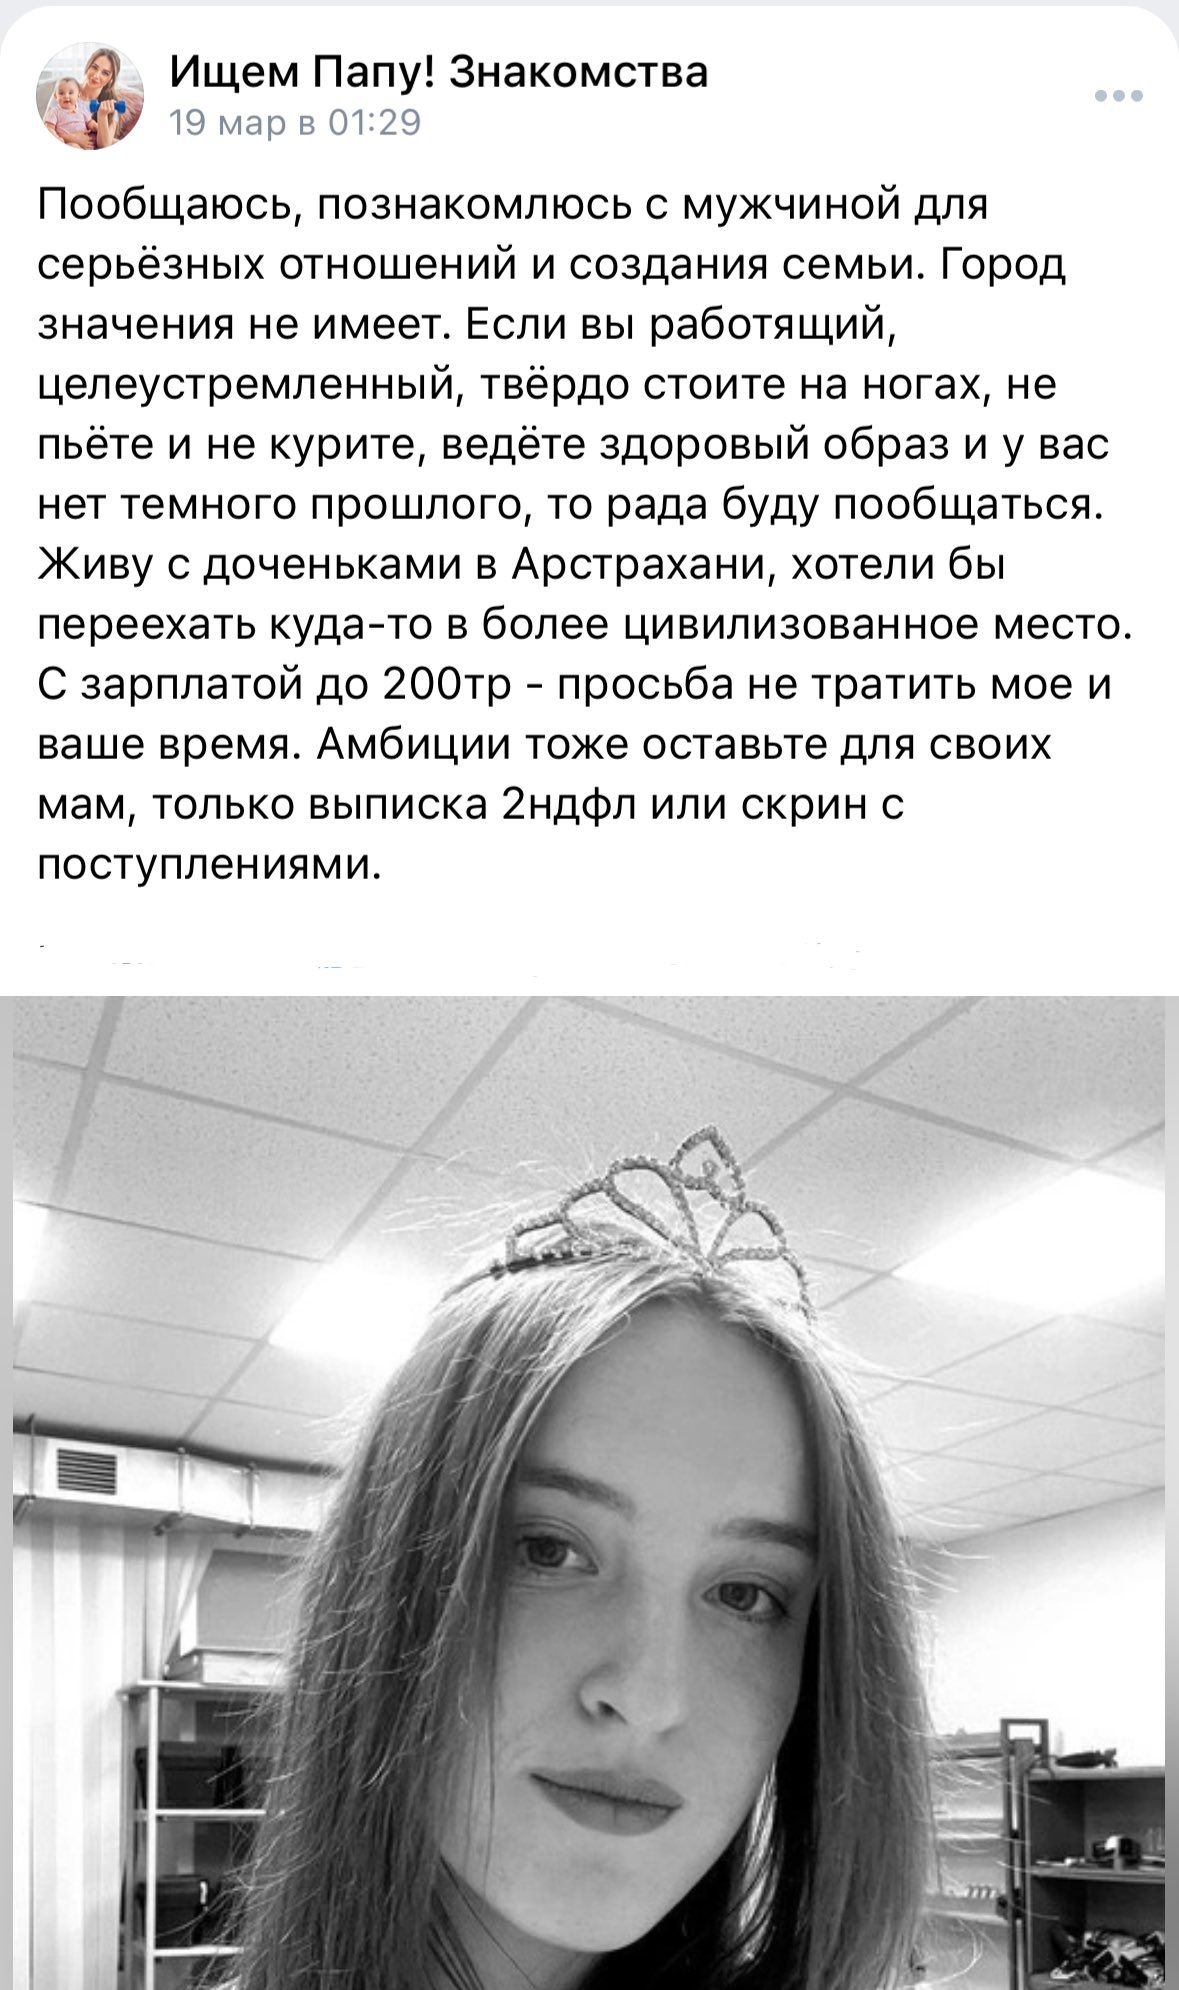 Ищем Папу! Знакомства
19 мар в 01:29
Пообщаюсь, познакомлюсь с мужчиной для
серьёзных отношений и создания семьи. Город
значения не имеет. Если вы работящий,
целеустремленный, твёрдо стоите на ногах, не
пьёте и не курите, ведёте здоровый образ и у вас
нет темного прошлого, то рада буду пообщаться.
Живу с доченьками в Арстрахани, хотели бы
переехать куда-то в более цивилизованное место.
С зарплатой до 200тр - просьба не тратить мое и
ваше время. Амбиции тоже оставьте для своих
мам, только выписка 2ндфл или скрин с
поступлениями.